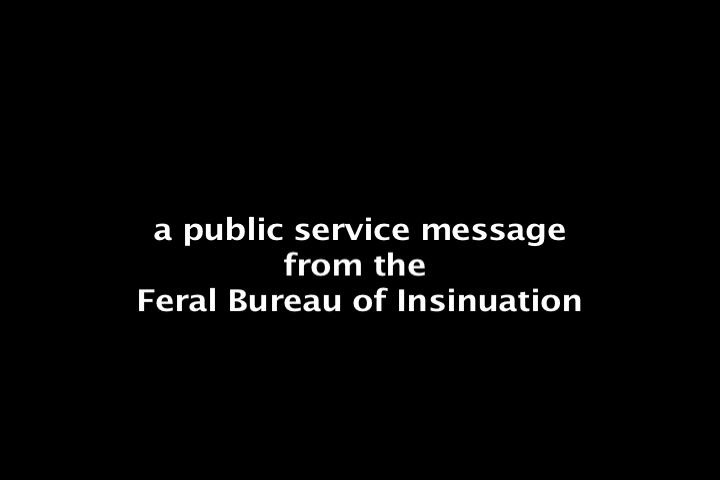 a public service message
from the
Feral Bureau of Insinuation